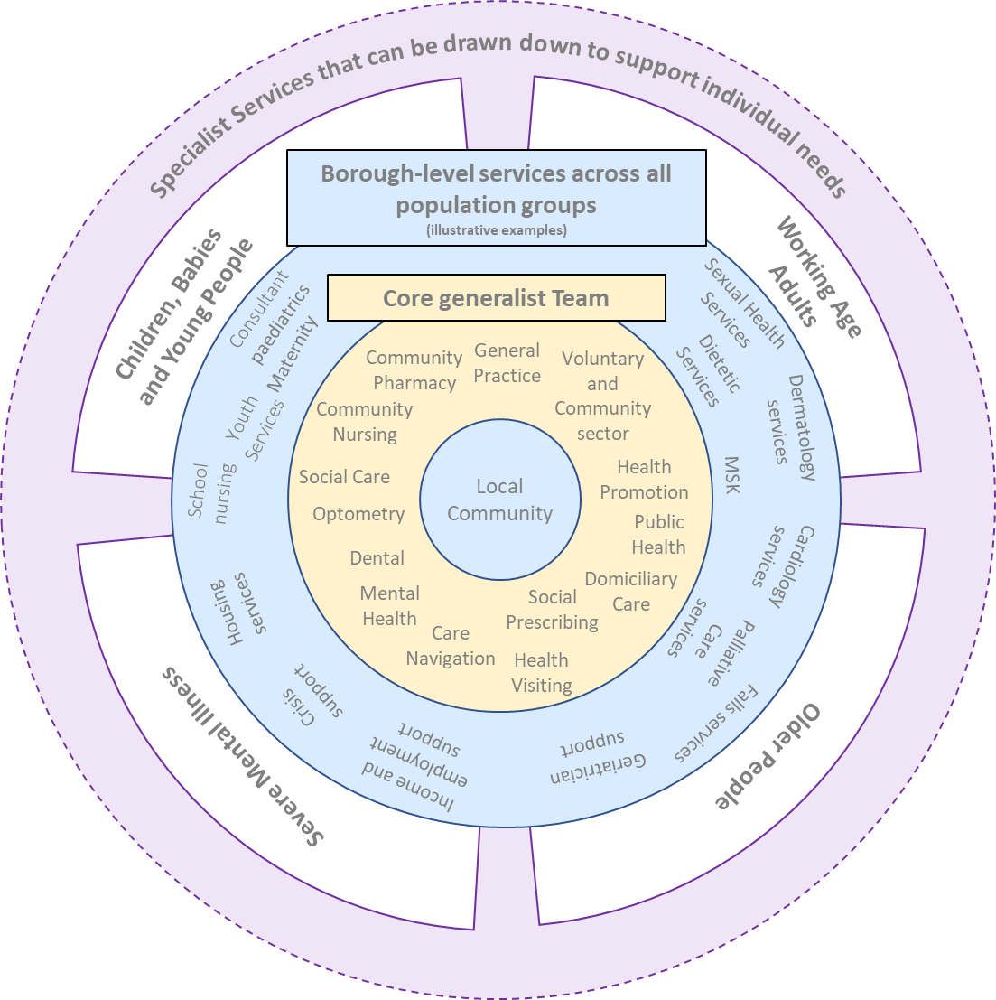 Specialist Services that can be drawn down to support individual needs
Borough-level services across all
population groups
(illustrative examples)
Core generalist Team
Children, Babies
and Young People
Working Age
Adults
Severe Mental Illness
Older People
Consultant
paediatrics
Maternity
Youth
Services
School
nursing
Housing
services
Crisis
support
Income and
employment
support
Geriatrician
support
Falls services
Palliative
Care
services
Cardiology
services
MSK
Dermatology
services
Dietetic
Services
Sexual Health
Services
Community
Pharmacy
General
Practice
Voluntary
and
Community
sector
Community
Nursing
Social Care
Optometry
Dental
Mental
Health
Care
Navigation
Health
Visiting
Social
Prescribing
Domiciliary
Care
Public
Health
Health
Promotion
Local
Community